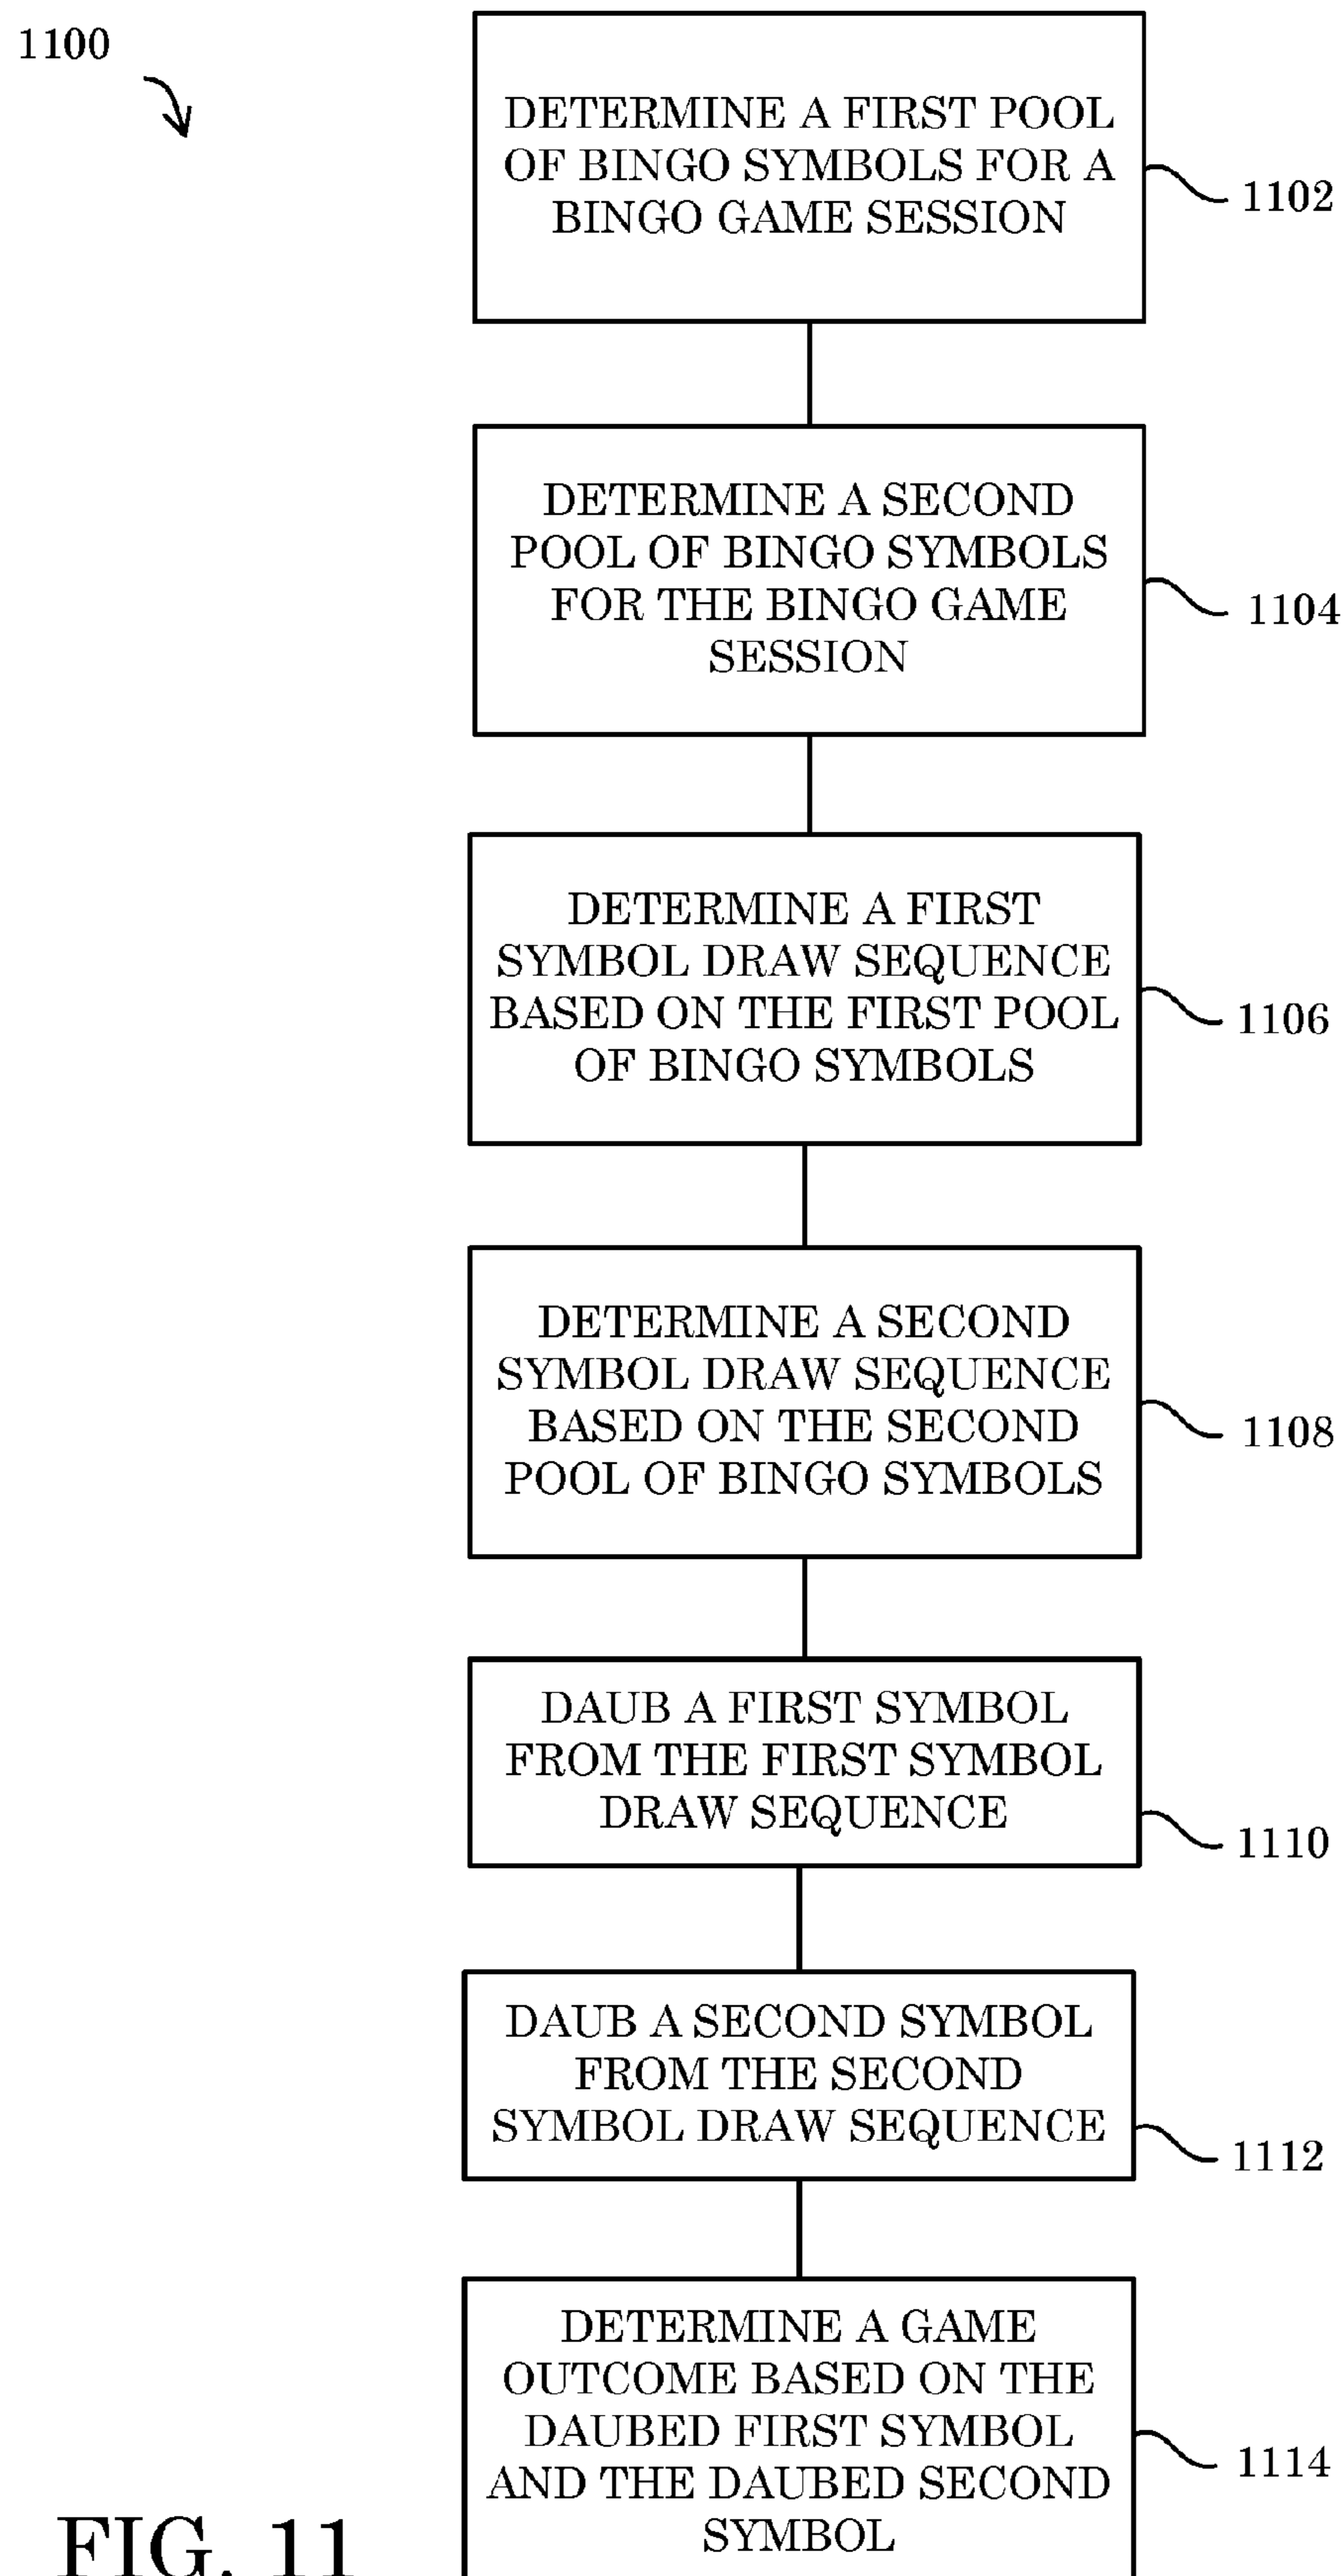 1100
DETERMINE A FIRST POOL
OF BINGO SYMBOLS FOR A
BINGO GAME SESSION
1102
DETERMINE A SECOND
POOL OF BINGO SYMBOLS
FOR THE BINGO GAME
SESSION
1104
DETERMINE A FIRST
SYMBOL DRAW SEQUENCE
BASED ON THE FIRST POOL
OF BINGO SYMBOLS
1106
DETERMINE A SECOND
SYMBOL DRAW SEQUENCE
BASED ON THE SECOND
POOL OF BINGO SYMBOLS
1108
DAUB A FIRST SYMBOL
FROM THE FIRST SYMBOL
DRAW SEQUENCE
1110
DAUB A SECOND SYMBOL
FROM THE SECOND
SYMBOL DRAW SEQUENCE
1112
DETERMINE A GAME
OUTCOME BASED ON THE
DAUBED FIRST SYMBOL
AND THE DAUBED SECOND
SYMBOL
1114
FIG. 11